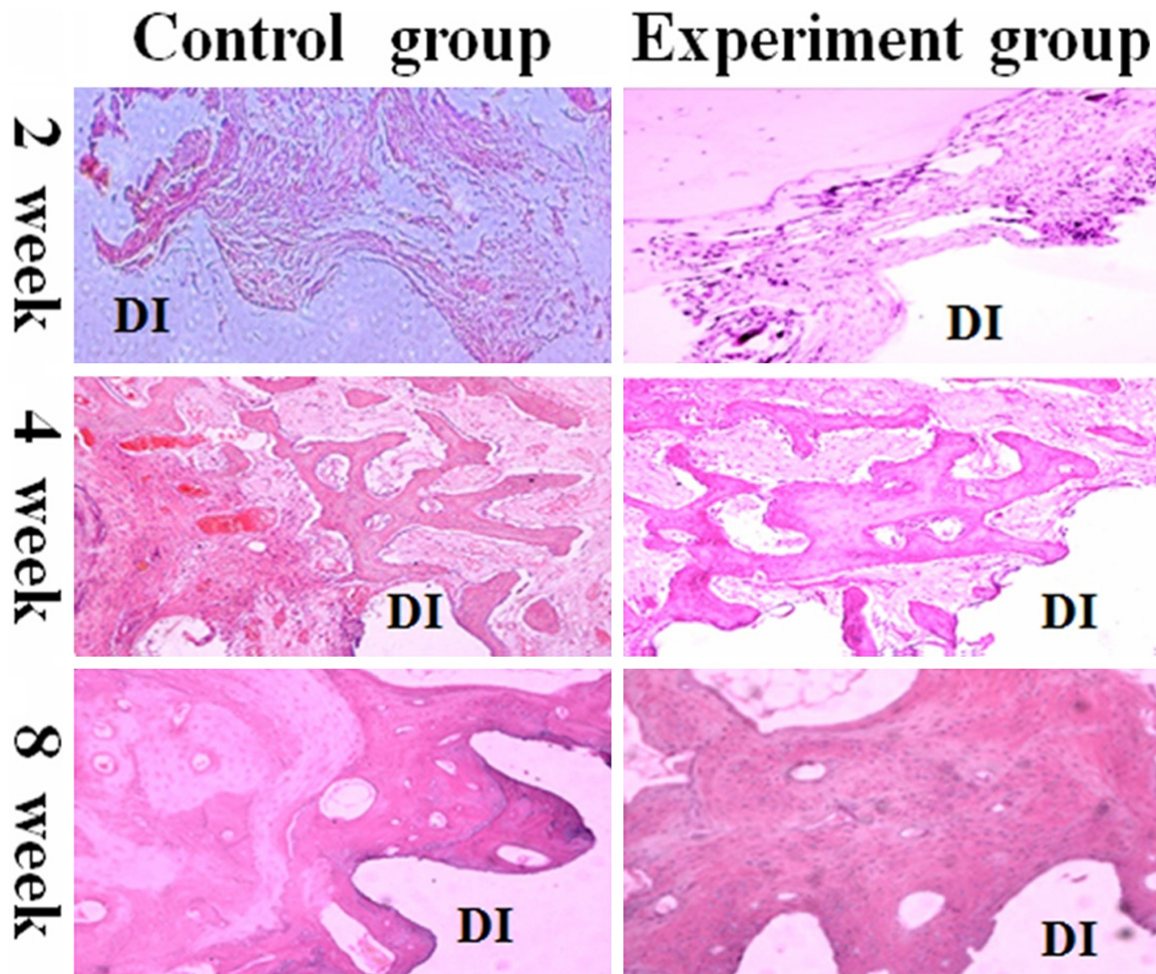 Control group
Experiment group
2 week
DI
DI
4 week
DI
DI
8 week
DI
DI